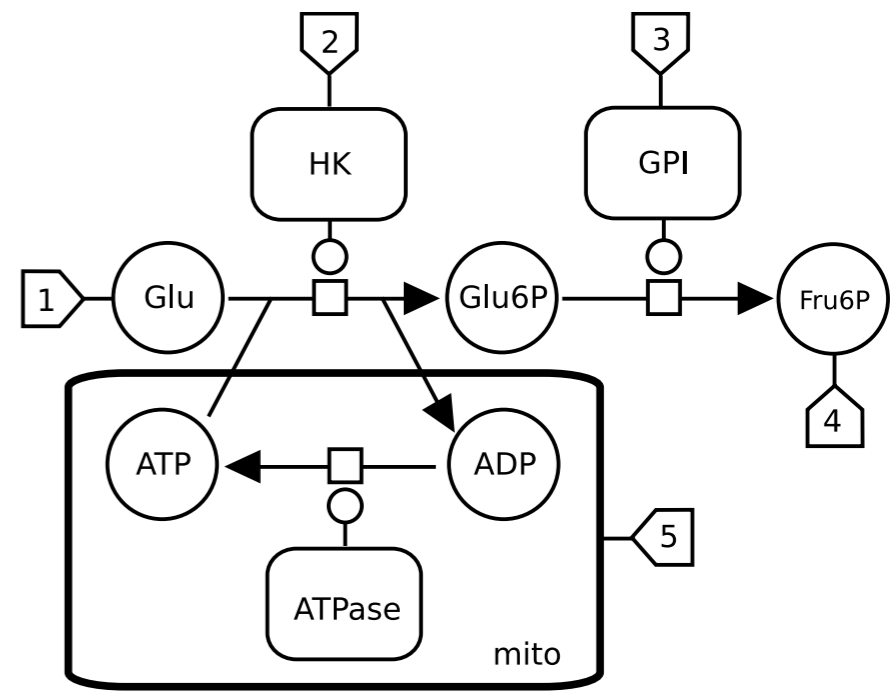 2
3
HK
GPI
1
Glu
Glu6P
Fru6P
4
ATP
ADP
5
ATPase
mito